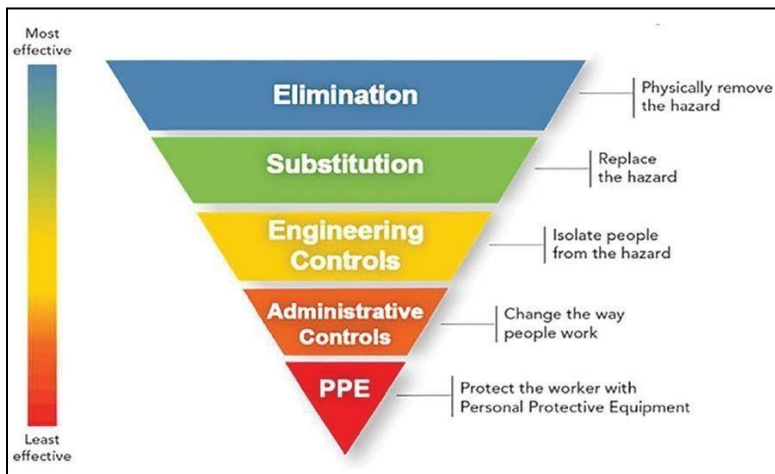 Most
effective
Elimination
Physically remove
the hazard
Substitution
Replace
the hazard
Engineering
Controls
Isolate people
from the hazard
Administrative
Controls
Change the way
people work
PPE
Protect the worker with
Personal Protective Equipment
Least
effective